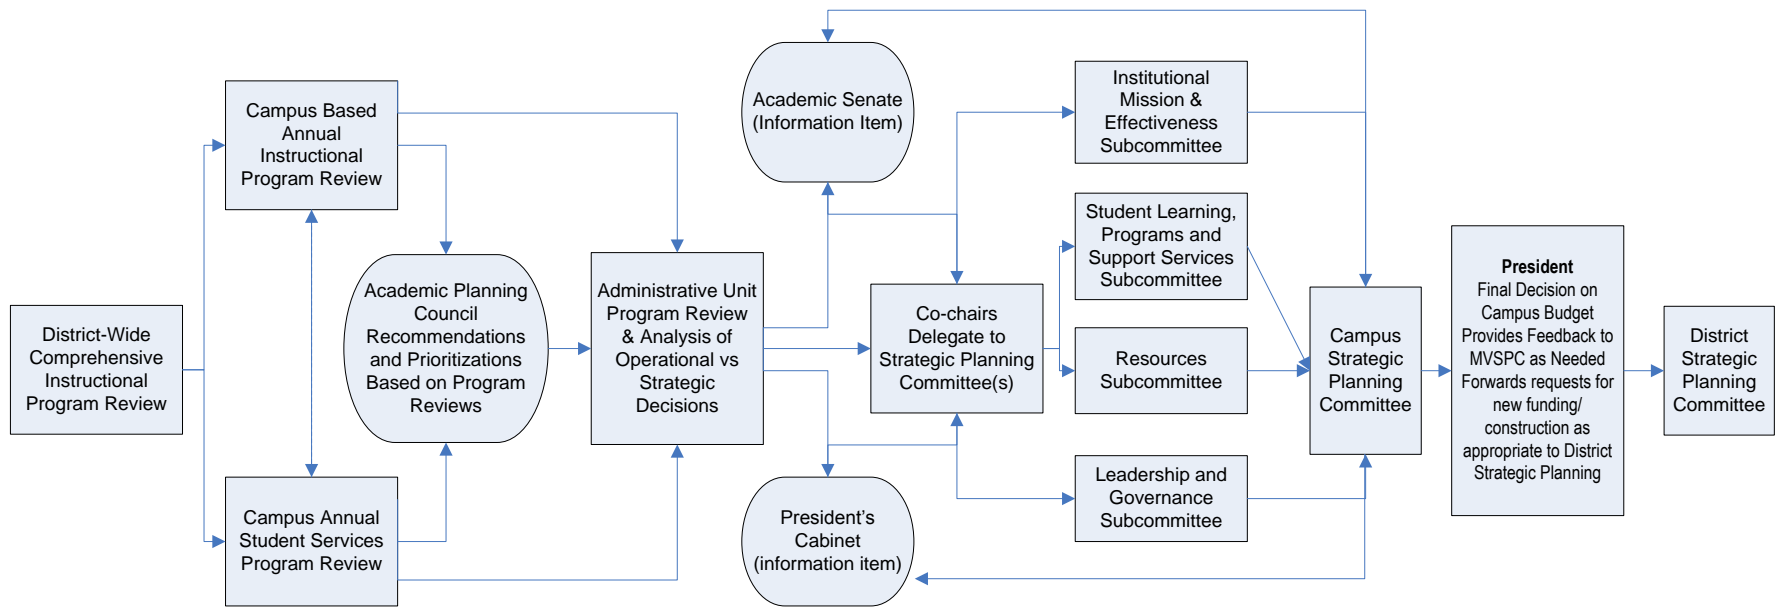 District-Wide
Comprehensive
Instructional
Program Review
Campus Based
Annual
Instructional
Program Review
Campus Annual
Student Services
Program Review
Academic Planning
Council
Recommendations
and Prioritizations
Based on Program
Reviews
Administrative Unit
Program Review
& Analysis of
Operational vs
Strategic
Decisions
Academic Senate
(Information Item)
Co-chairs
Delegate to
Strategic Planning
Committee(s)
President’s
Cabinet
(information item)
Institutional
Mission &
Effectiveness
Subcommittee
Student Learning,
Programs and
Support Services
Subcommittee
Resources
Subcommittee
Leadership and
Governance
Subcommittee
Campus
Strategic
Planning
Committee
President
Final Decision on
Campus Budget
Provides Feedback to
MVSPC as Needed
Forwards requests for
new funding/
construction as
appropriate to District
Strategic Planning
District
Strategic
Planning
Committee